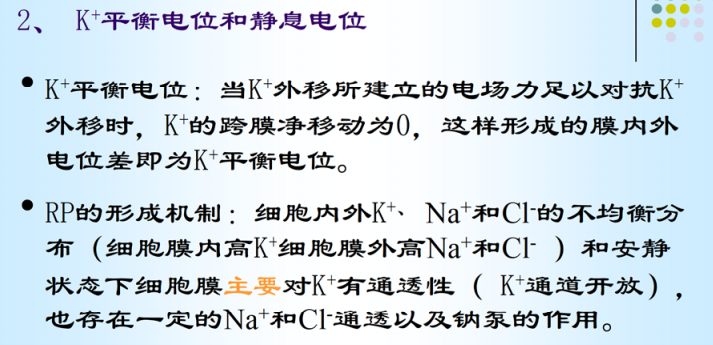 2、 K⁺平衡电位和静息电位
• K⁺平衡电位：当K⁺外移所建立的电场力足以对抗K⁺
外移时，K⁺的跨膜净移动为0，这样形成的膜内外
电位差即为K⁺平衡电位。
• RP的形成机制：细胞内外K⁺、Na⁺和Cl⁻的不均衡分
布（细胞膜内高K⁺细胞膜外高Na⁺和Cl⁻ ）和安静
状态下细胞膜主要对K⁺有通透性（ K⁺通道开放），
也存在一定的Na⁺和Cl⁻通透以及钠泵的作用。